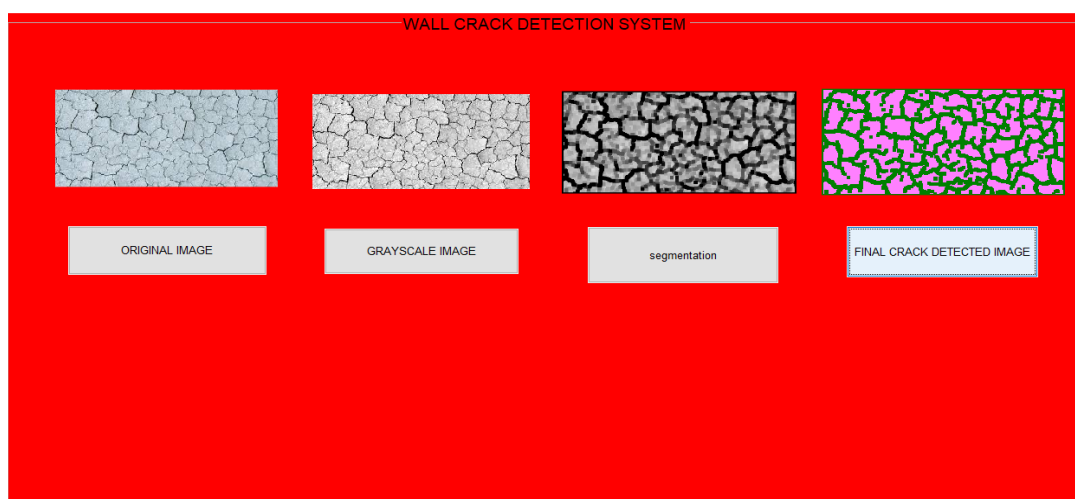 WALL CRACK DETECTION SYSTEM
ORIGINAL IMAGE
GRAYSCALE IMAGE
segmentation
FINAL CRACK DETECTED IMAGE